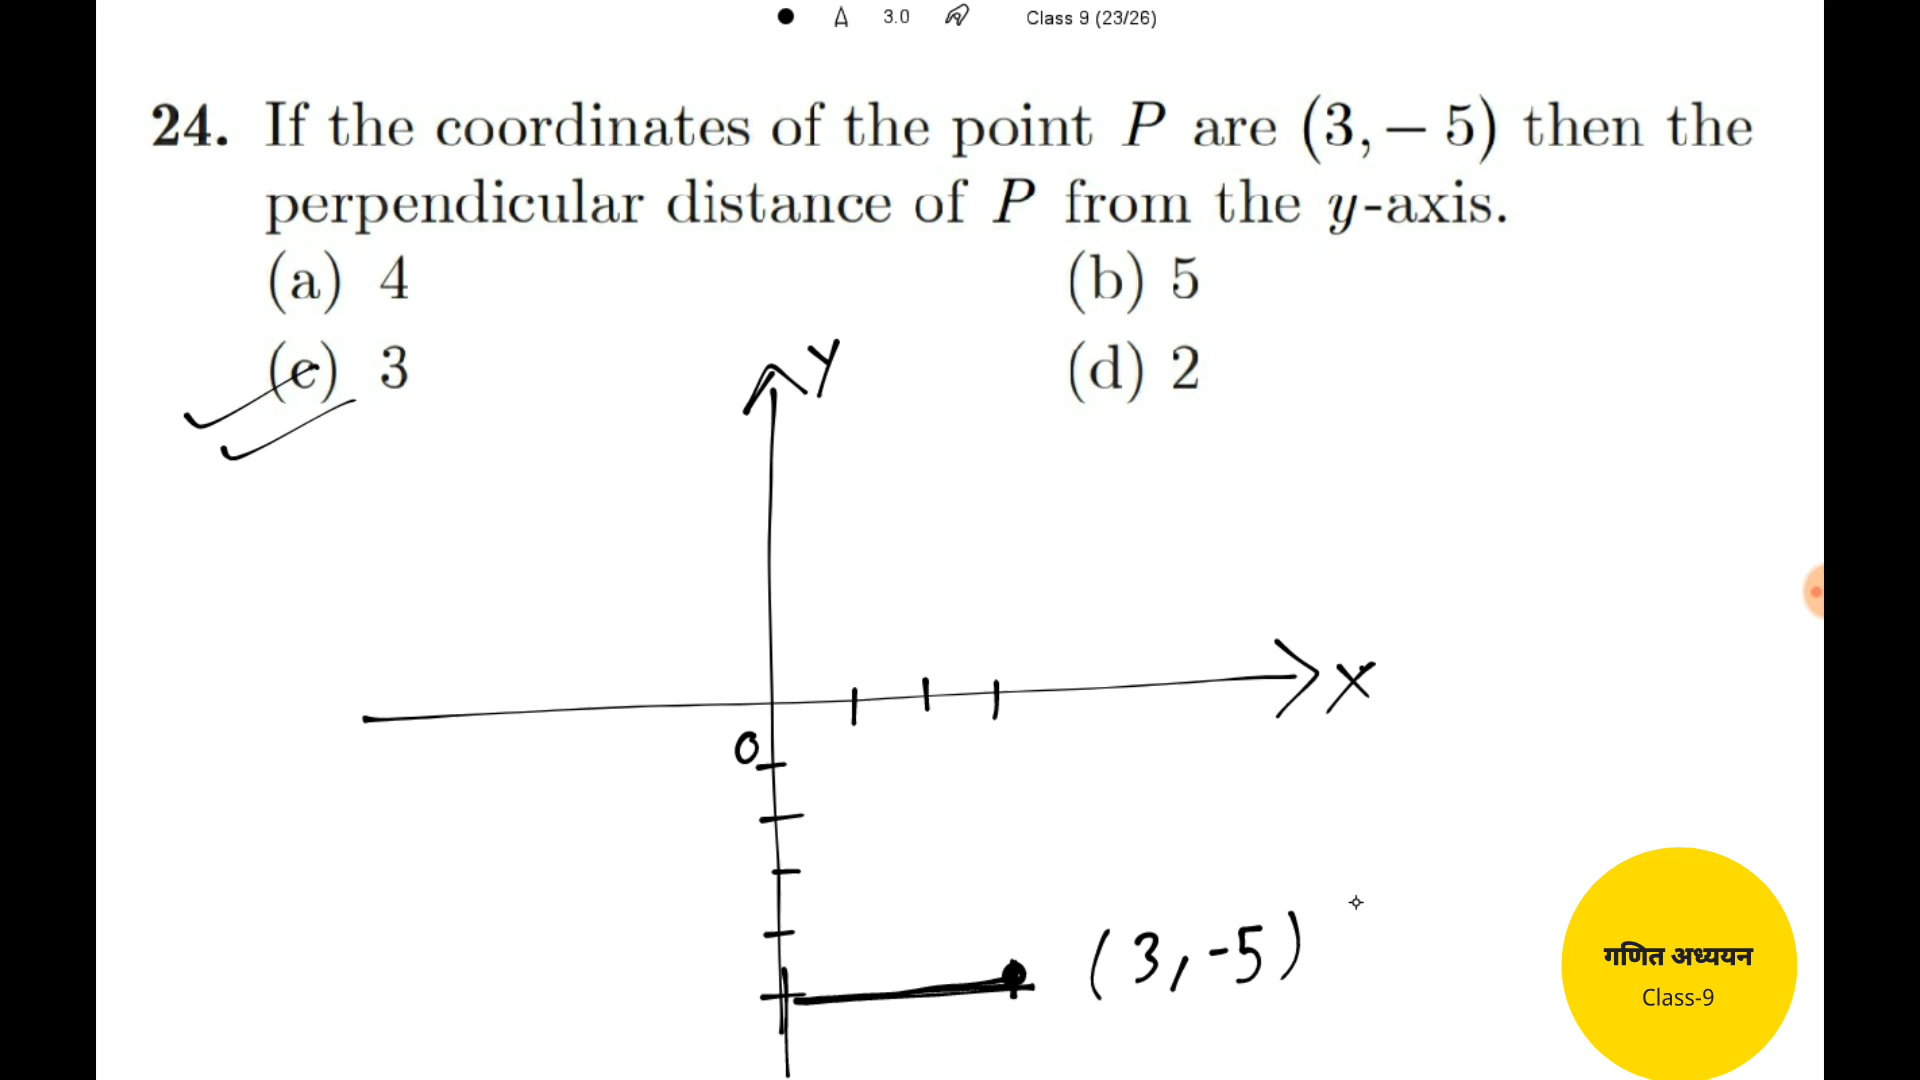 3.0 Class 9 (23/26)
24. If the coordinates of the point P are (3, – 5) then the
perpendicular distance of P from the y-axis.
(a) 4 (b) 5
(c) 3 (d) 2
Y
X
0
(3, -5)
गणित अध्ययन
Class-9